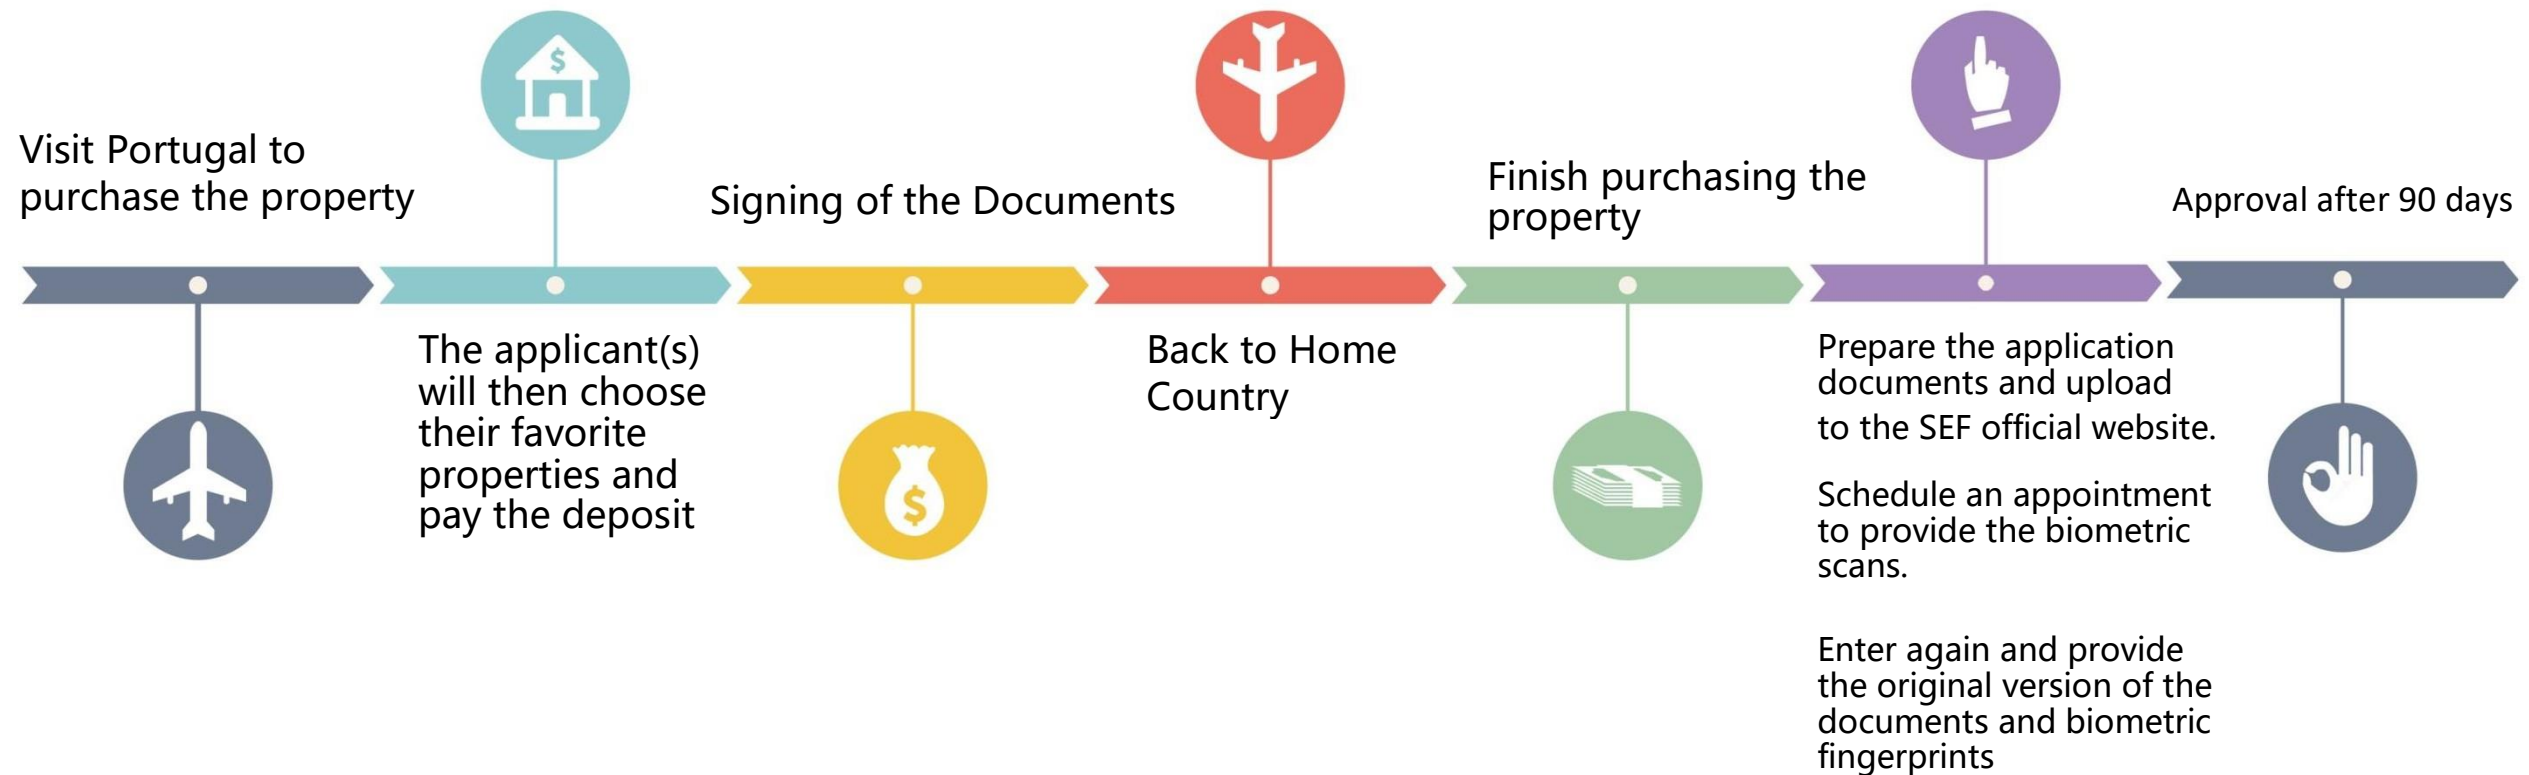 Visit Portugal to
purchase the property
The applicant(s)
will then choose
their favorite
properties and
pay the deposit
Signing of the Documents
Back to Home
Country
Finish purchasing the
property
Prepare the application
documents and upload
to the SEF official website.
Schedule an appointment
to provide the biometric
scans.
Enter again and provide
the original version of the
documents and biometric
fingerprints
Approval after 90 days
$
$